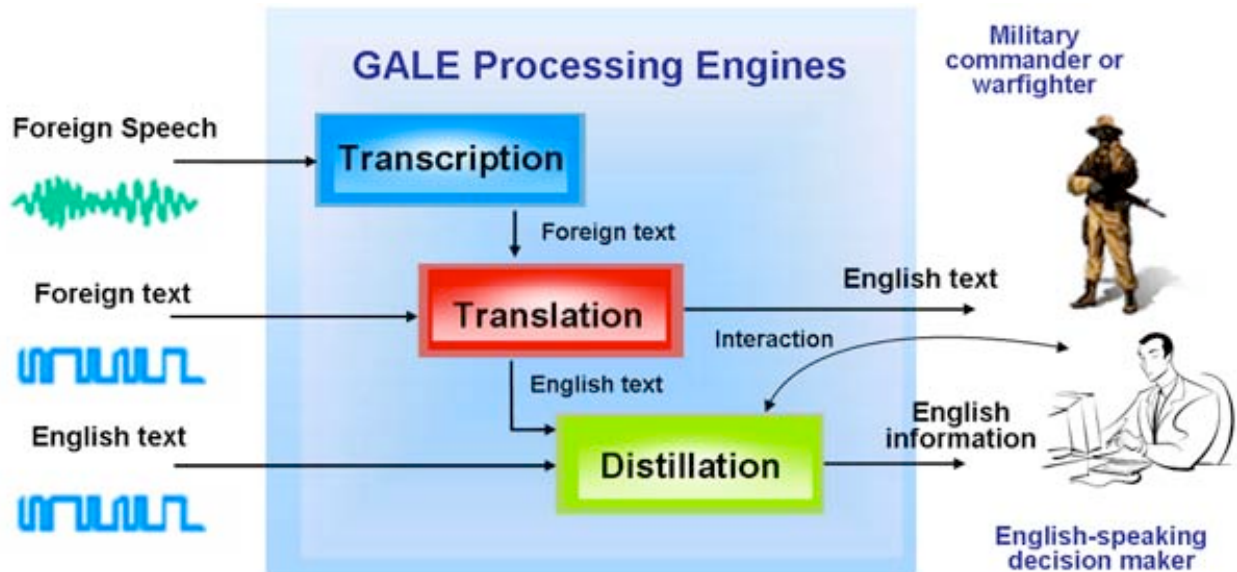 GALE Processing Engines
Military
commander or
warfighter
Foreign Speech
Transcription
Foreign text
Foreign text
Translation
English text
Interaction
English text
English text
Distillation
English
information
English-speaking
decision maker